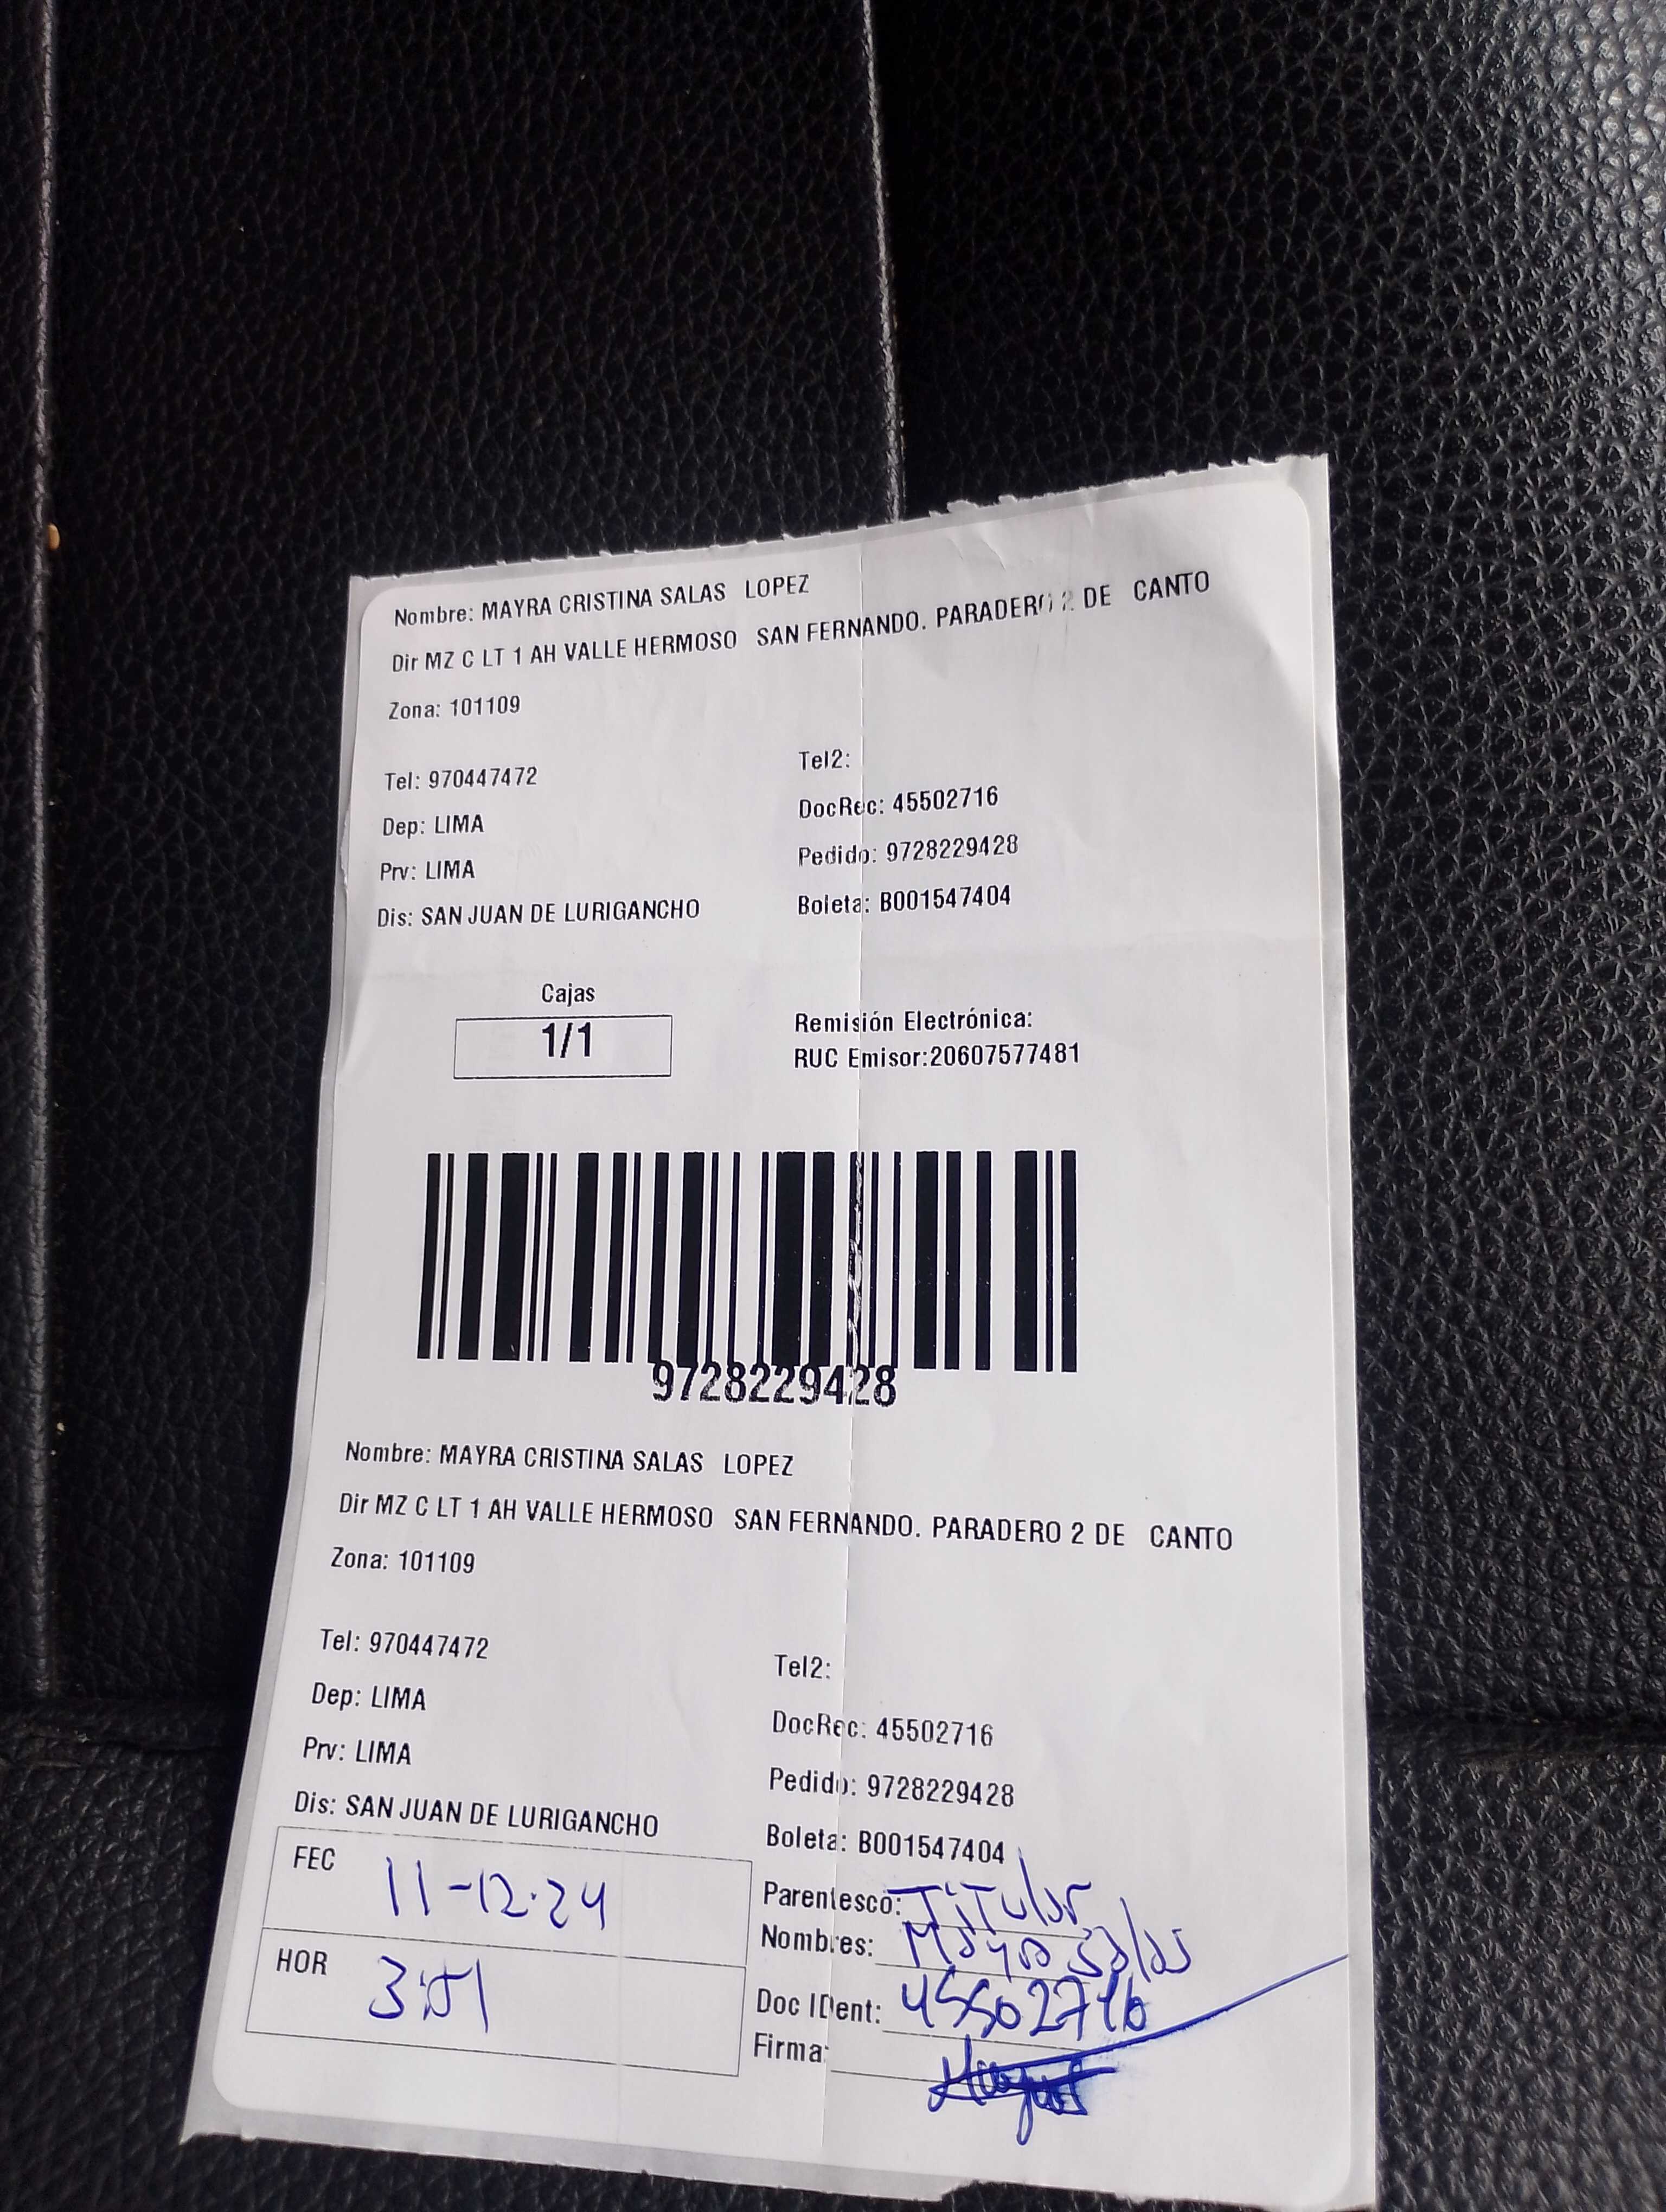 Nombre: MAYRA CRISTINA SALAS LOPEZ
Dir MZ C LT 1 AH VALLE HERMOSO SAN FERNANDO. PARADERO 2 DE CANTO
Zona: 101109
Tel: 970447472
Tel2:
Dep: LIMA
DocRec: 45502716
Prv: LIMA
Pedido: 9728229428
Dis: SAN JUAN DE LURIGANCHO
Boleta: B001547404
Cajas
1/1
Remisión Electrónica:
RUC Emisor:20607577481
9728229428
Nombre: MAYRA CRISTINA SALAS LOPEZ
Dir MZ C LT 1 AH VALLE HERMOSO SAN FERNANDO. PARADERO 2 DE CANTO
Zona: 101109
Tel: 970447472
Tel2:
Dep: LIMA
DocRec: 45502716
Prv: LIMA
Pedido: 9728229428
Dis: SAN JUAN DE LURIGANCHO
Boleta: B001547404
FEC 11-12-24
HOR
Parentesco: Titular
Nombres: Mayra Salas
Doc IDent: 45502716
Firma: